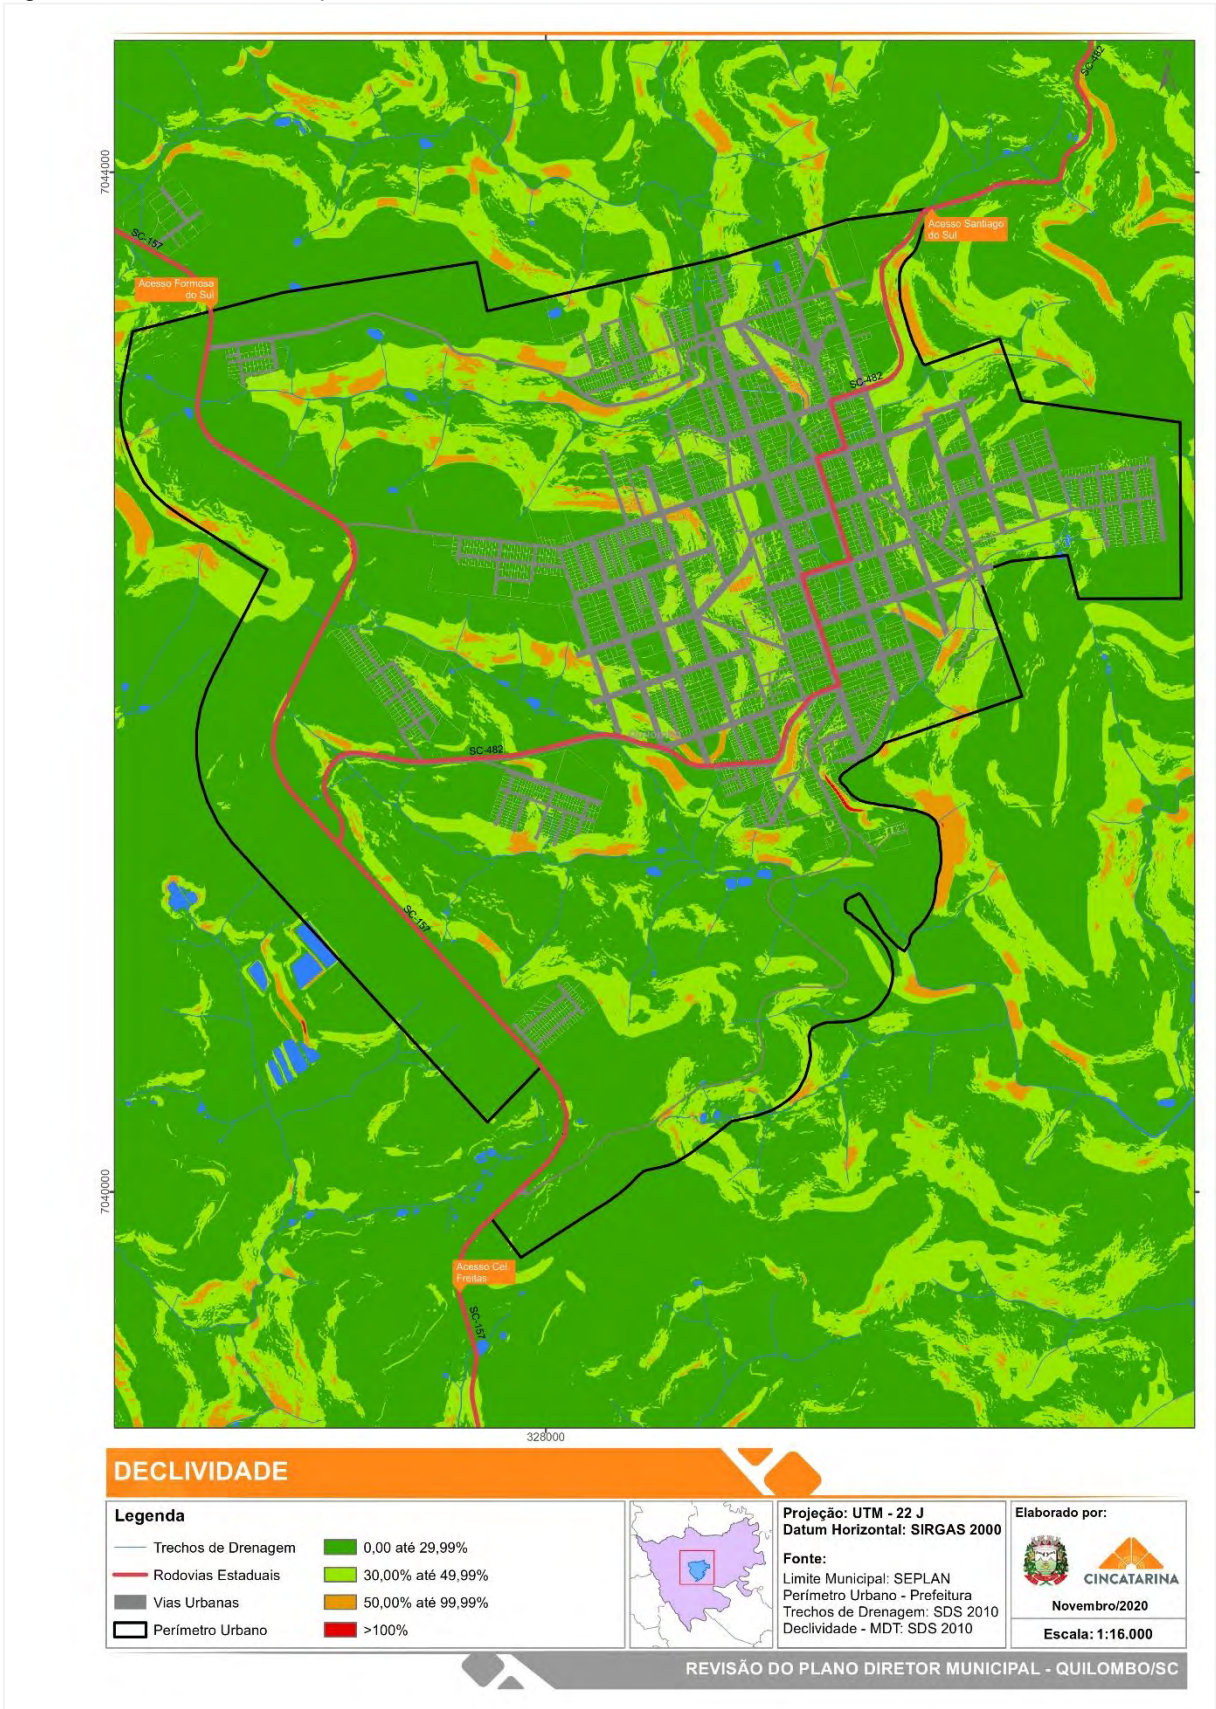 SC-482
7044000
SC-157
Acesso Santiago
do Sul
Acesso Formosa
do Sul
SC-482
SC-482
SC-157
7040000
Acesso Cel.
Freitas
SC-157
328000
DECLIVIDADE
Legenda
Trechos de Drenagem
Rodovias Estaduais
Vias Urbanas
Perímetro Urbano
0,00 até 29,99%
30,00% até 49,99%
50,00% até 99,99%
>100%
Projeção: UTM - 22 J
Datum Horizontal: SIRGAS 2000
Fonte:
Limite Municipal: SEPLAN
Perímetro Urbano - Prefeitura
Trechos de Drenagem: SDS 2010
Declividade - MDT: SDS 2010
Elaborado por:
CINCATARINA
Novembro/2020
Escala: 1:16.000
REVISÃO DO PLANO DIRETOR MUNICIPAL - QUILOMBO/SC